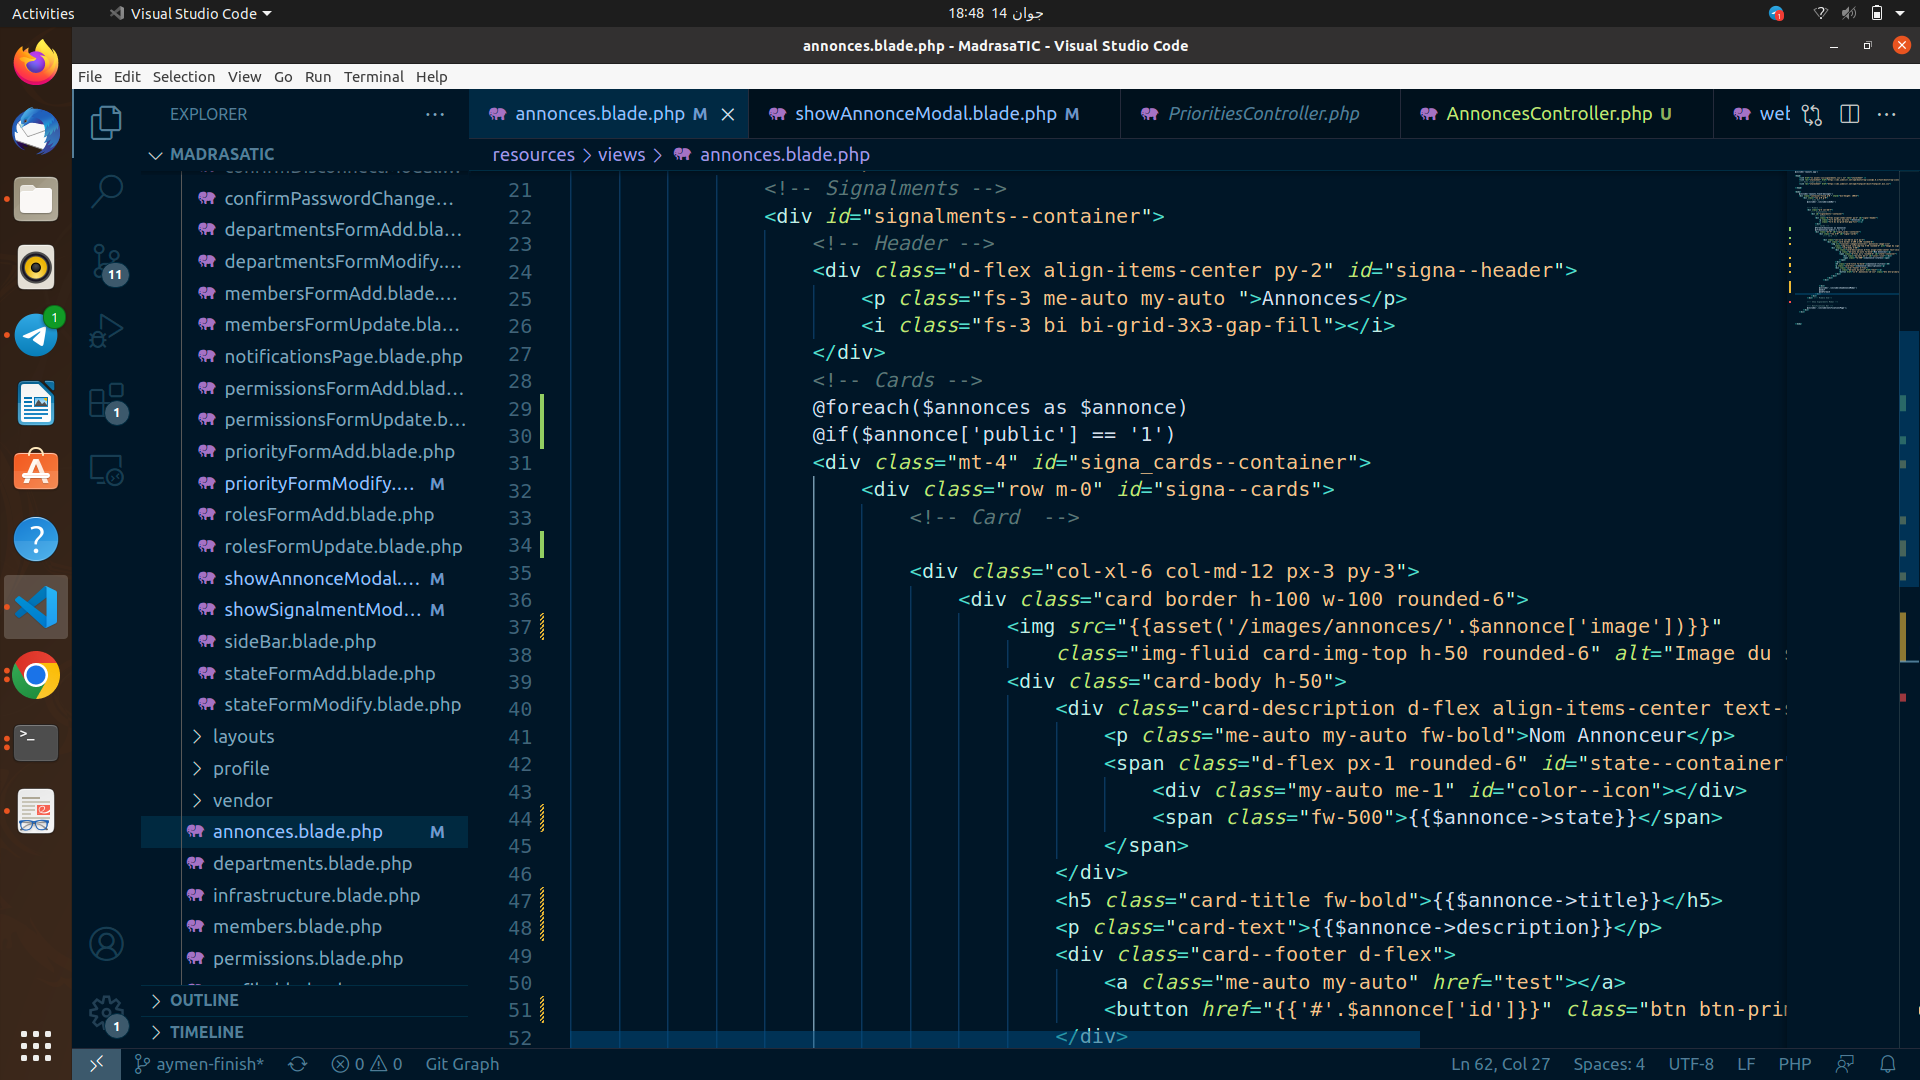 Activities
Visual Studio Code
18:48 14 جوان
annonces.blade.php - MadrasaTIC - Visual Studio Code
File Edit Selection View Go Run Terminal Help
EXPLORER
MADRASATIC
confirmPasswordChange...
departmentsFormAdd.bla...
departmentsFormModify....
membersFormAdd.blade....
membersFormUpdate.bla...
notificationsPage.blade.php
permissionsFormAdd.blad...
permissionsFormUpdate.b...
priorityFormAdd.blade.php
priorityFormModify.... M
rolesFormAdd.blade.php
rolesFormUpdate.blade.php
showAnnonceModal.... M
showSignalmentMod... M
sideBar.blade.php
stateFormAdd.blade.php
stateFormModify.blade.php
layouts
profile
vendor
annonces.blade.php M
departments.blade.php
infrastructure.blade.php
members.blade.php
permissions.blade.php
OUTLINE
TIMELINE
11
1
1
1
1
annonces.blade.php M
showAnnonceModal.blade.php M
PrioritiesController.php
AnnoncesController.php U
web
resources > views > annonces.blade.php
21 <!-- Signalments -->
22 <div id="signalments--container">
23 <!-- Header -->
24 <div class="d-flex align-items-center py-2" id="signa--header">
25 <p class="fs-3 me-auto my-auto ">Annonces</p>
26 <i class="fs-3 bi bi-grid-3x3-gap-fill"></i>
27 </div>
28 <!-- Cards -->
29 @foreach($annonces as $annonce)
30 @if($annonce['public'] == '1')
31 <div class="mt-4" id="signa_cards--container">
32 <div class="row m-0" id="signa--cards">
33 <!-- Card  -->
34
35 <div class="col-xl-6 col-md-12 px-3 py-3">
36 <div class="card border h-100 w-100 rounded-6">
37 <img src="{{asset('/images/annonces/'.$annonce['image'])}}"
38 class="img-fluid card-img-top h-50 rounded-6" alt="Image du s
39 <div class="card-body h-50">
40 <div class="card-description d-flex align-items-center text-s
41 <p class="me-auto my-auto fw-bold">Nom Annonceur</p>
42 <span class="d-flex px-1 rounded-6" id="state--container"
43 <div class="my-auto me-1" id="color--icon"></div>
44 <span class="fw-500">{{$annonce->state}}</span>
45 </span>
46 </div>
47 <h5 class="card-title fw-bold">{{$annonce->title}}</h5>
48 <p class="card-text">{{$annonce->description}}</p>
49 <div class="card--footer d-flex">
50 <a class="me-auto my-auto" href="test"></a>
51 <button href="{{'#'.$annonce['id']}}" class="btn btn-prin
52 </div>
aymen-finish* 0 0 Git Graph
Ln 62, Col 27 Spaces: 4 UTF-8 LF PHP